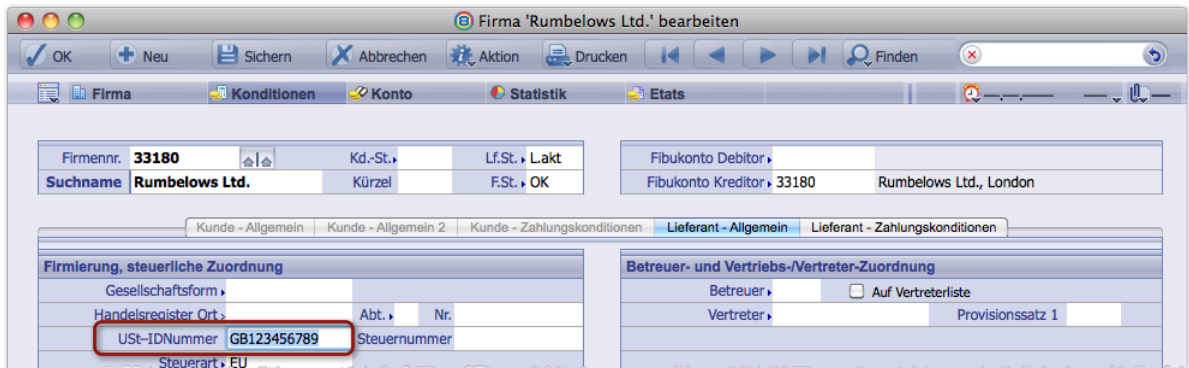 Firma 'Rumbelows Ltd.' bearbeiten
OK Neu Sichern Abbrechen Aktion Drucken Finden
Firma Konditionen Konto Statistik Etats
Firmennr. 33180 Kd.-St. Lf.St. L.akt Fibukonto Debitor
Suchname Rumbelows Ltd. Kürzel F.St. OK Fibukonto Kreditor 33180 Rumbelows Ltd., London
Kunde - Allgemein Kunde - Allgemein 2 Kunde - Zahlungskonditionen Lieferant - Allgemein Lieferant - Zahlungskonditionen
Firmierung, steuerliche Zuordnung Betreuer- und Vertriebs-/Vertreter-Zuordnung
Gesellschaftsform Betreuer Auf Vertreterliste
Handelsregister Ort Abt. Nr. Vertreter Provisionssatz 1
USt–IDNummer GB123456789 Steuernummer
Steuerart EU